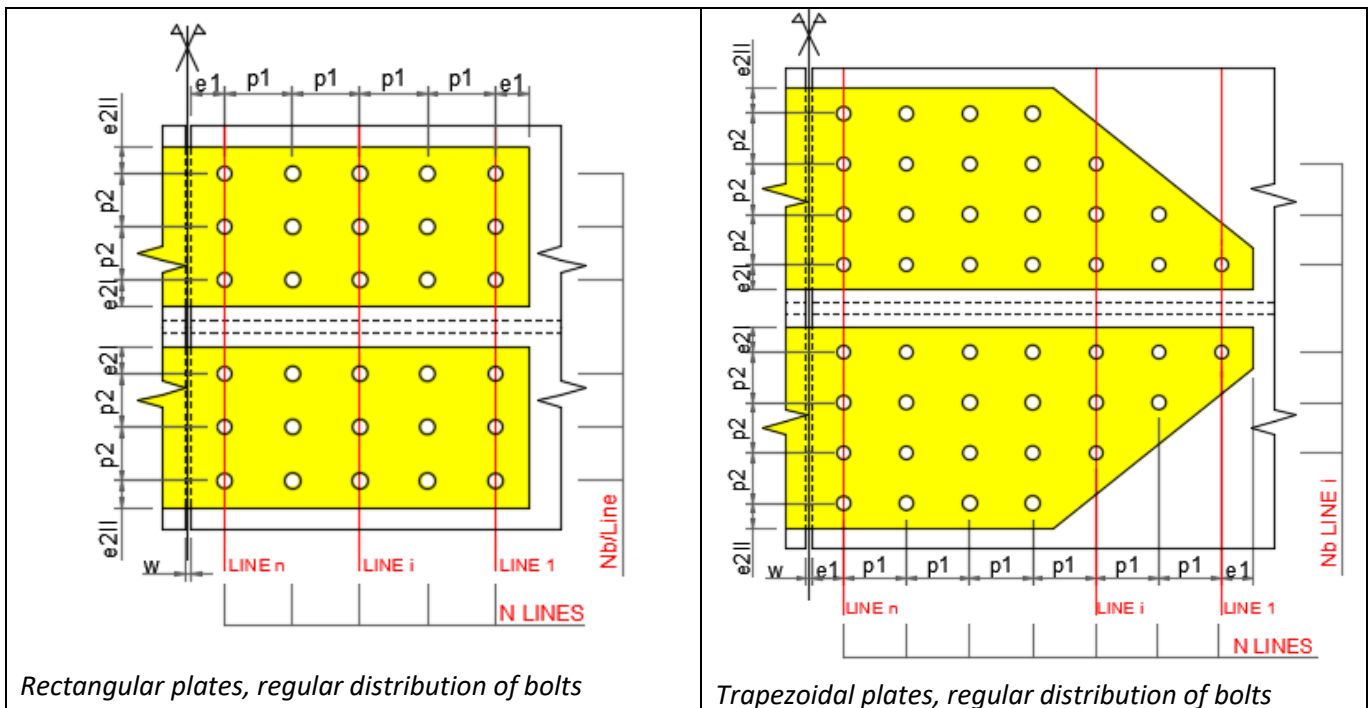 e1 p1 p1 p1 p1 e1
e2II
p2
p2
e2I
e2I
p2
p2
e2II
w
LINE n
LINE i
LINE 1
N LINES
Nb/Line
Rectangular plates, regular distribution of bolts
e2II
p2
p2
p2
e2I
e2I
p2
p2
p2
e2II
w e1 p1 p1 p1 p1 p1 p1 e1
LINE n
LINE i
LINE 1
N LINES
Nb LINE i
Trapezoidal plates, regular distribution of bolts